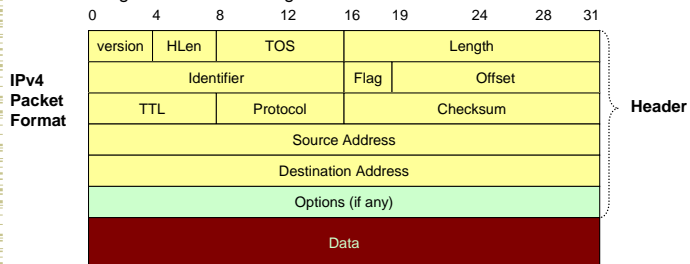 0 4 8 12 16 19 24 28 31
version HLen TOS Length
Identifier Flag Offset
IPv4
Packet
Format
TTL Protocol Checksum
Header
Source Address
Destination Address
Options (if any)
Data